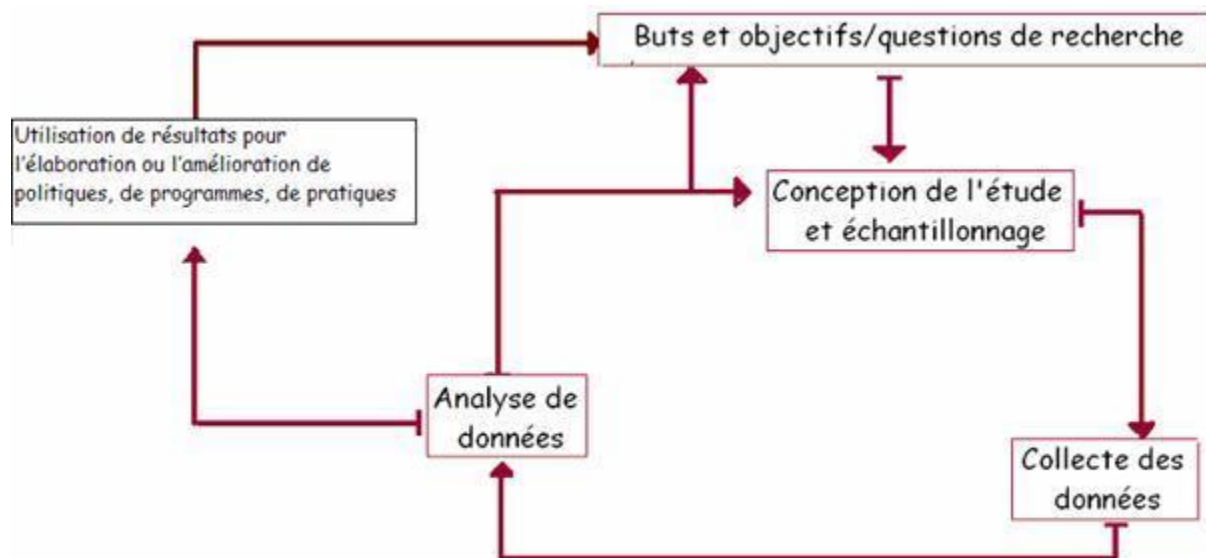 Buts et objectifs/questions de recherche
Utilisation de résultats pour
l'élaboration ou l'amélioration de
politiques, de programmes, de pratiques
Conception de l'étude
et échantillonnage
Analyse de
données
Collecte des
données